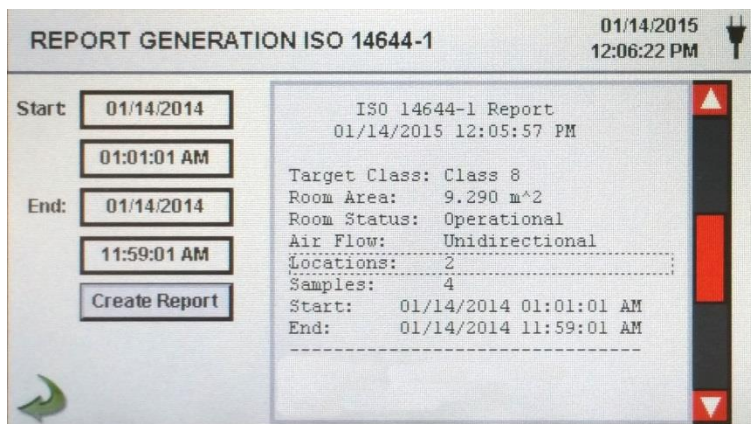 REPORT GENERATION ISO 14644-1
01/14/2015
12:06:22 PM
Start:
01/14/2014
01:01:01 AM
End:
01/14/2014
11:59:01 AM
Create Report
ISO 14644-1 Report
01/14/2015 12:05:57 PM
Target Class: Class 8
Room Area: 9.290 m^2
Room Status: Operational
Air Flow: Unidirectional
Locations: 2
Samples: 4
Start: 01/14/2014 01:01:01 AM
End: 01/14/2014 11:59:01 AM
---------------------------------